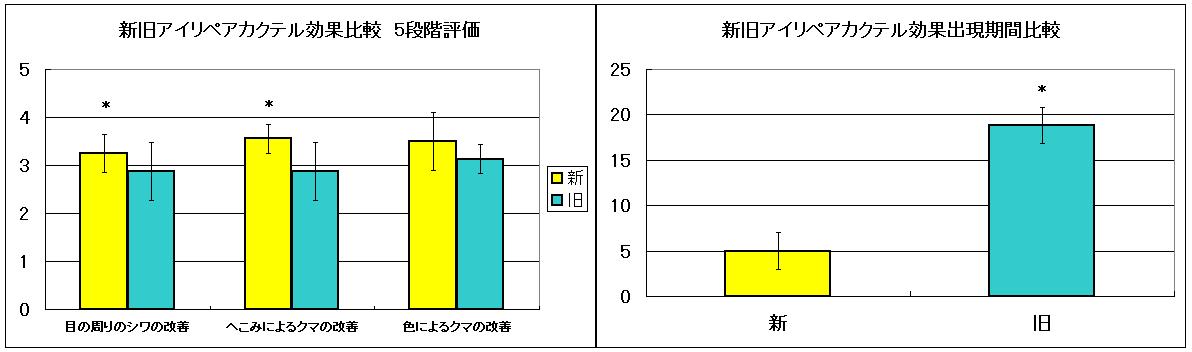 新旧アイリペアカクテル効果比較 5段階評価
5
4
3
2
1
0
*
*
目の周りのシワの改善
へこみによるクマの改善
色によるクマの改善
新
旧
新旧アイリペアカクテル効果出現期間比較
25
20
15
10
5
0
*
新
旧